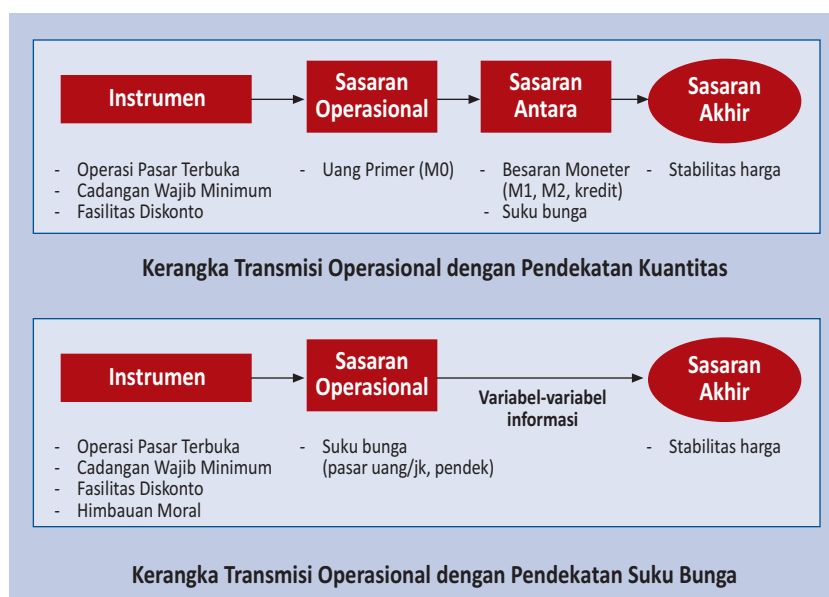 Instrumen
Sasaran
Operasional
Sasaran
Antara
Sasaran
Akhir
- Operasi Pasar Terbuka
- Cadangan Wajib Minimum
- Fasilitas Diskonto
- Uang Primer (M0)
- Besaran Moneter
(M1, M2, kredit)
- Suku bunga
- Stabilitas harga
Kerangka Transmisi Operasional dengan Pendekatan Kuantitas
Instrumen
Sasaran
Operasional
Variabel-variabel
informasi
Sasaran
Akhir
- Operasi Pasar Terbuka
- Cadangan Wajib Minimum
- Fasilitas Diskonto
- Himbauan Moral
- Suku bunga
(pasar uang/jk, pendek)
- Stabilitas harga
Kerangka Transmisi Operasional dengan Pendekatan Suku Bunga